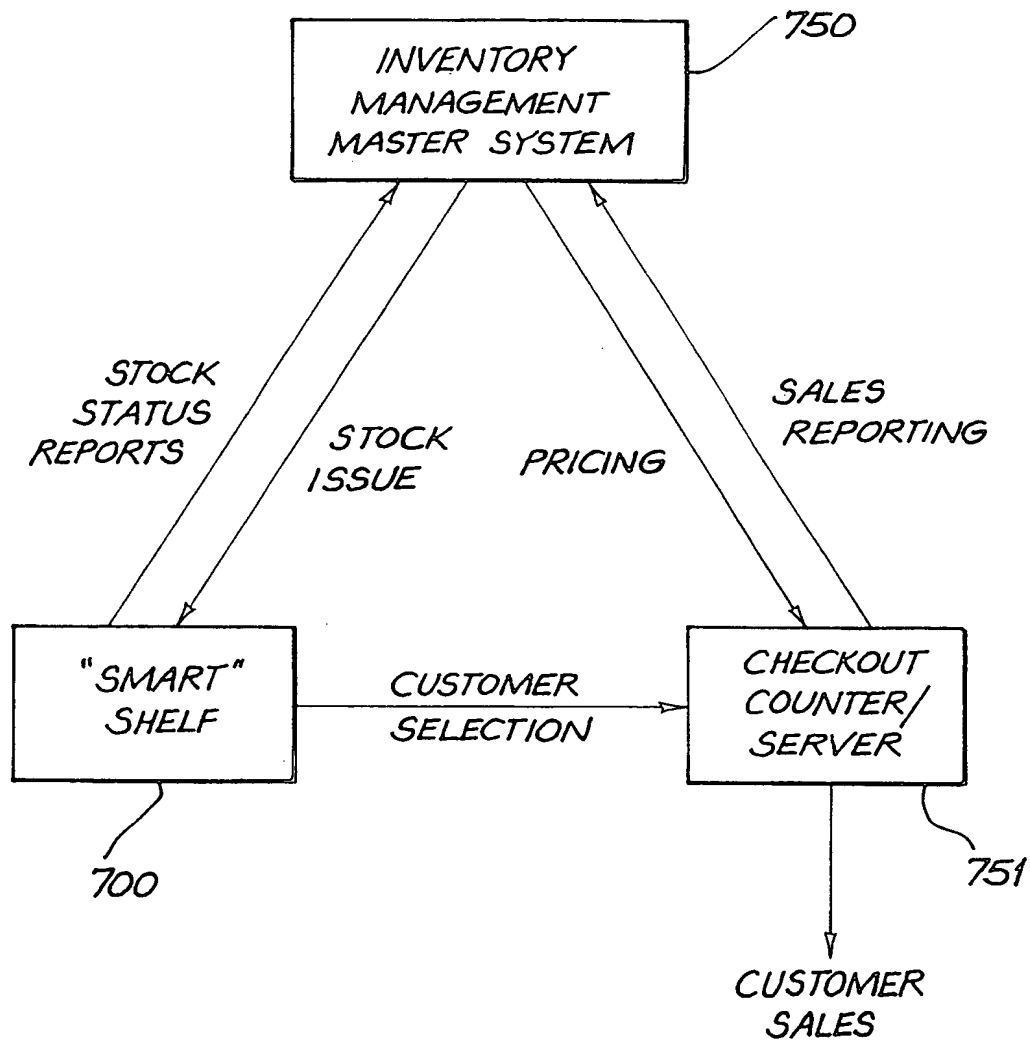 750
INVENTORY
MANAGEMENT
MASTER SYSTEM
STOCK
STATUS
REPORTS
STOCK
ISSUE
PRICING
SALES
REPORTING
"SMART"
SHELF
CUSTOMER
SELECTION
CHECKOUT
COUNTER/
SERVER
700
751
CUSTOMER
SALES